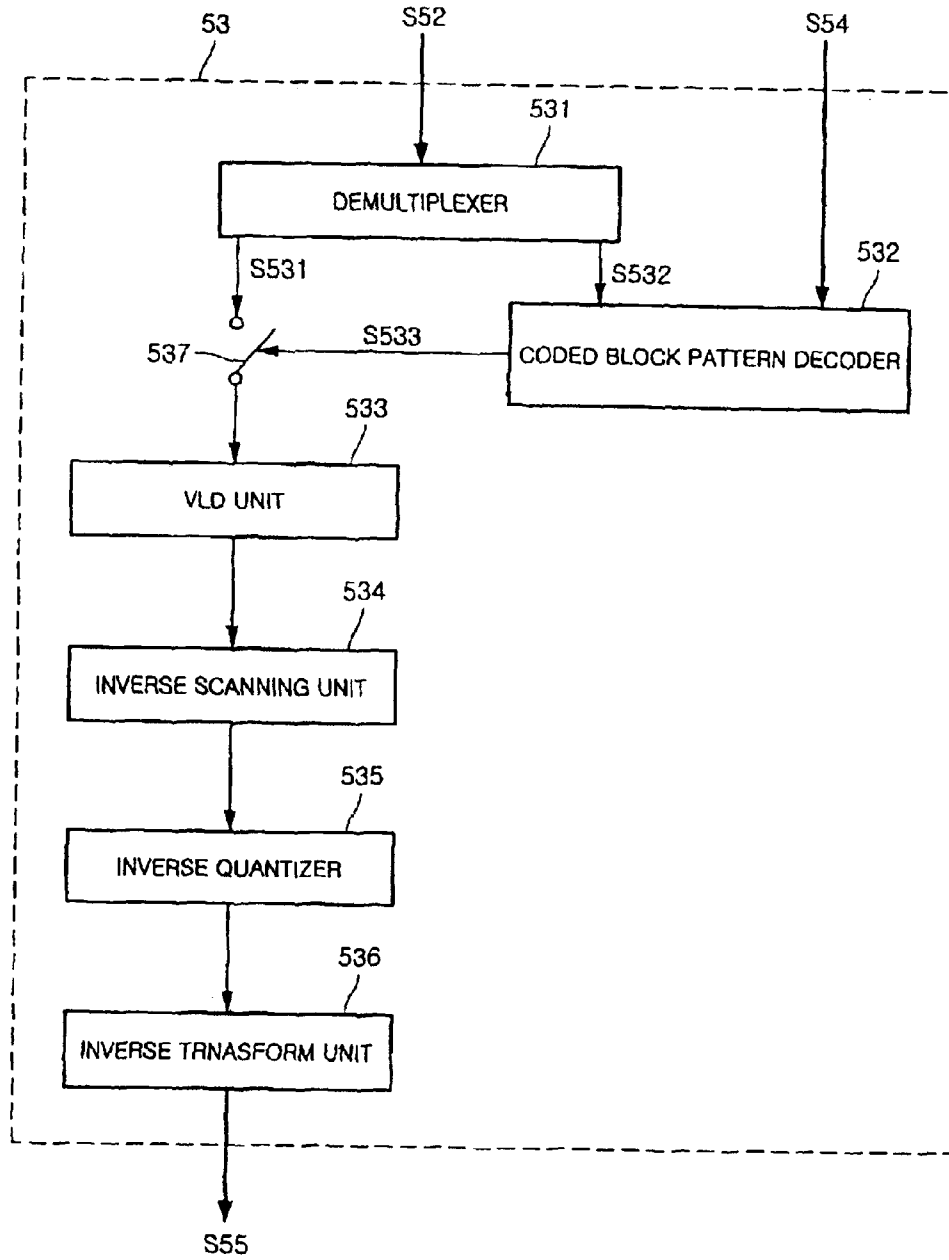 53
S52
S54
531
DEMULTIPLEXER
S531
S532
532
537
S533
CODED BLOCK PATTERN DECODER
533
VLD UNIT
534
INVERSE SCANNING UNIT
535
INVERSE QUANTIZER
536
INVERSE TRNASFORM UNIT
S55